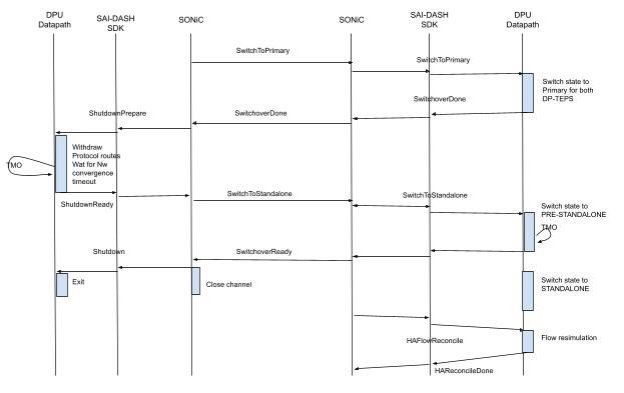 DPU
Datapath
SAI-DASH
SDK
SONiC
SONiC
SAI-DASH
SDK
DPU
Datapath
SwitchToPrimary
SwitchToPrimary
Switch state to
Primary for both
DP-TEPS
SwitchoverDone
SwitchoverDone
ShutdownPrepare
Withdraw
Protocol routes
Wat for Nw
convergence
timeout
TMO
ShutdownReady
SwitchToStandalone
SwitchToStandalone
Switch state to
PRE-STANDALONE
TMO
Shutdown
SwitchoverReady
Exit
Close channel
Switch state to
STANDALONE
HAFlowReconcile
Flow resimulation
HAReconcileDone